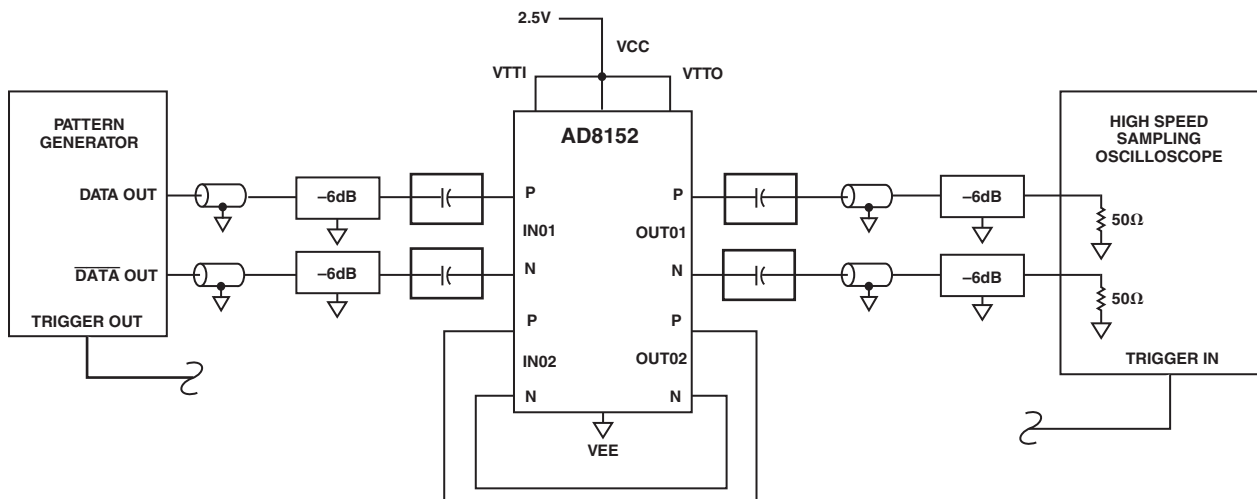 2.5V
VCC
VTTI
VTTO
PATTERN
GENERATOR
DATA OUT
DATA OUT
TRIGGER OUT
–6dB
–6dB
AD8152
P
IN01
N
P
IN02
N
P
OUT01
N
P
OUT02
N
VEE
–6dB
–6dB
HIGH SPEED
SAMPLING
OSCILLOSCOPE
50Ω
50Ω
TRIGGER IN